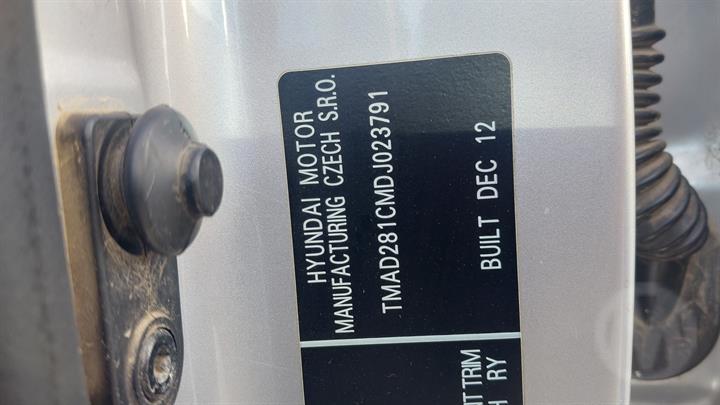 HYUNDAI MOTOR
MANUFACTURING CZECH S.R.O.
TMAD281CMDJ023791
BUILT DEC 12
TRIM
RY